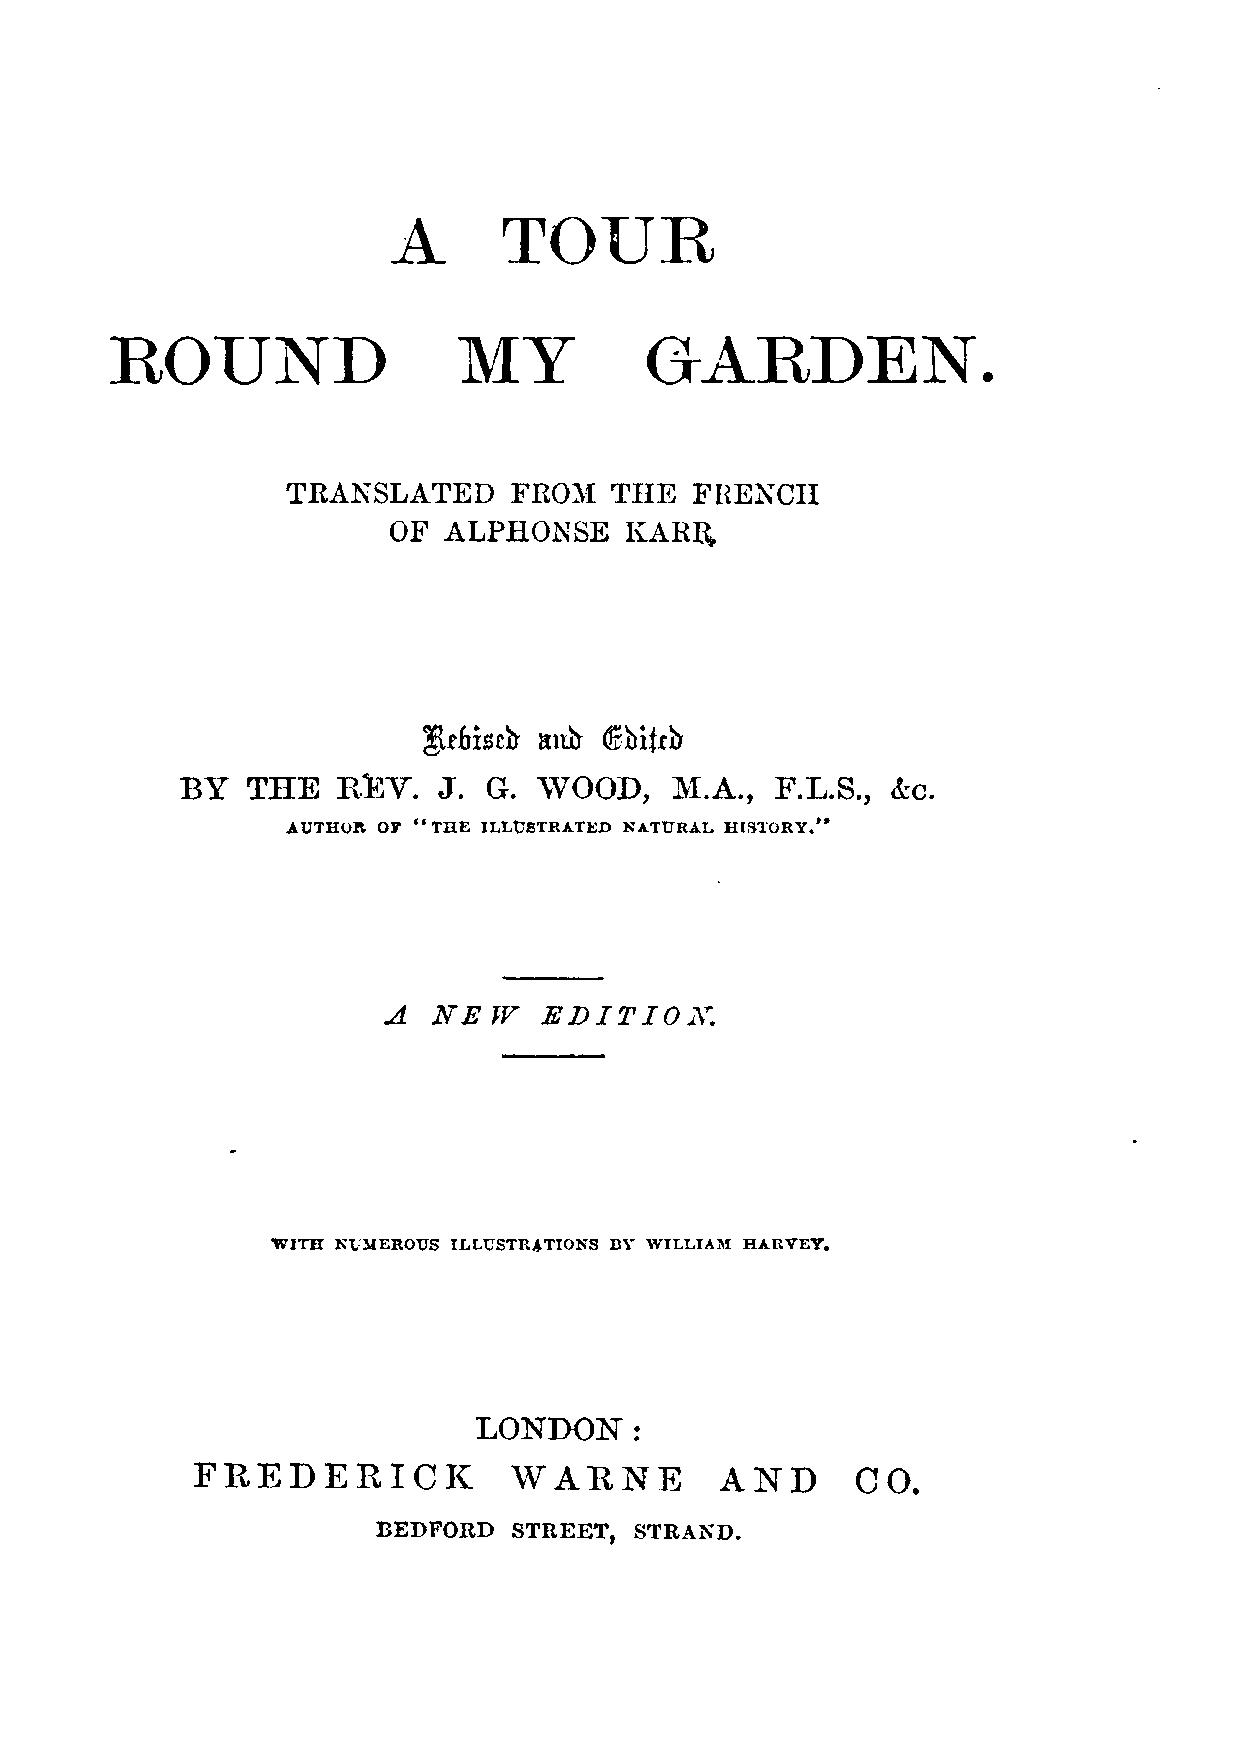 A TOUR
ROUND MY GARDEN.
TRANSLATED FROM THE FRENCH
OF ALPHONSE KARR,
Revised and Edited
BY THE REV. J. G. WOOD, M.A., F.L.S., &c.
AUTHOR OF "THE ILLUSTRATED NATURAL HISTORY."
A NEW EDITION.
WITH NUMEROUS ILLUSTRATIONS BY WILLIAM HARVEY.
LONDON:
FREDERICK WARNE AND CO.
BEDFORD STREET, STRAND.